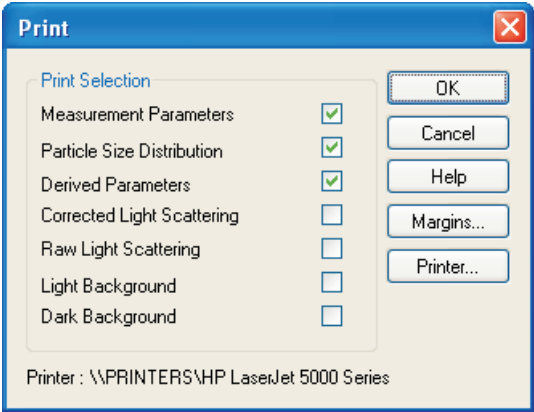 Print
Print Selection
Measurement Parameters
Particle Size Distribution
Derived Parameters
Corrected Light Scattering
Raw Light Scattering
Light Background
Dark Background
OK
Cancel
Help
Margins...
Printer...
Printer : \\PRINTERS\HP LaserJet 5000 Series